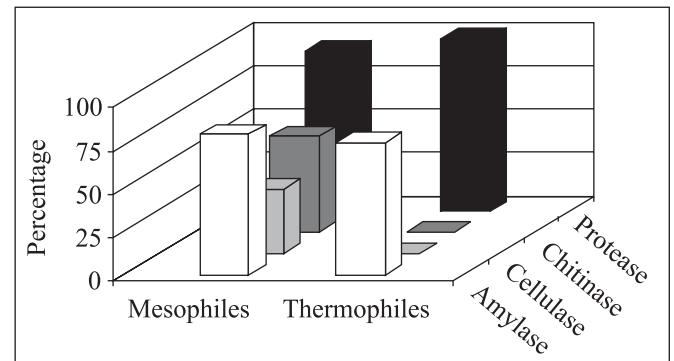 100
75
50
25
0
Percentage
Mesophiles Thermophiles
Amylase
Cellulase
Chitinase
Protease